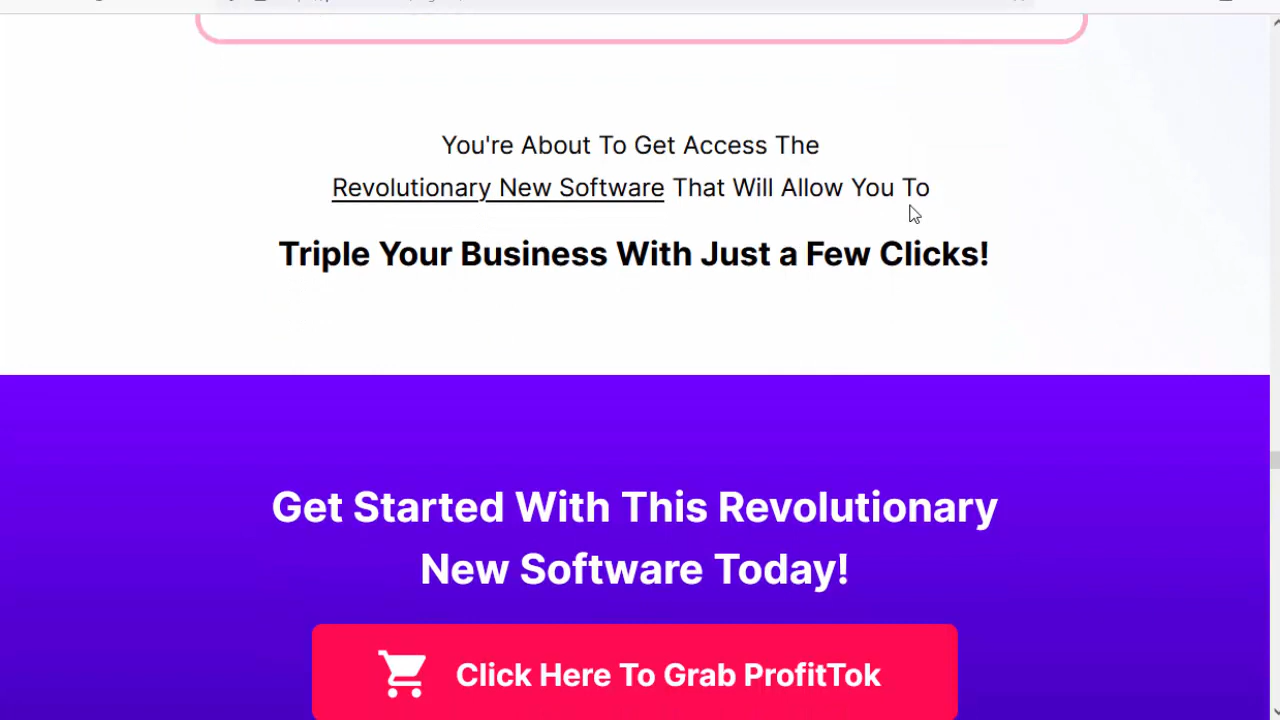 You're About To Get Access The
Revolutionary New Software That Will Allow You To
Triple Your Business With Just a Few Clicks!
Get Started With This Revolutionary
New Software Today!
Click Here To Grab ProfitTok